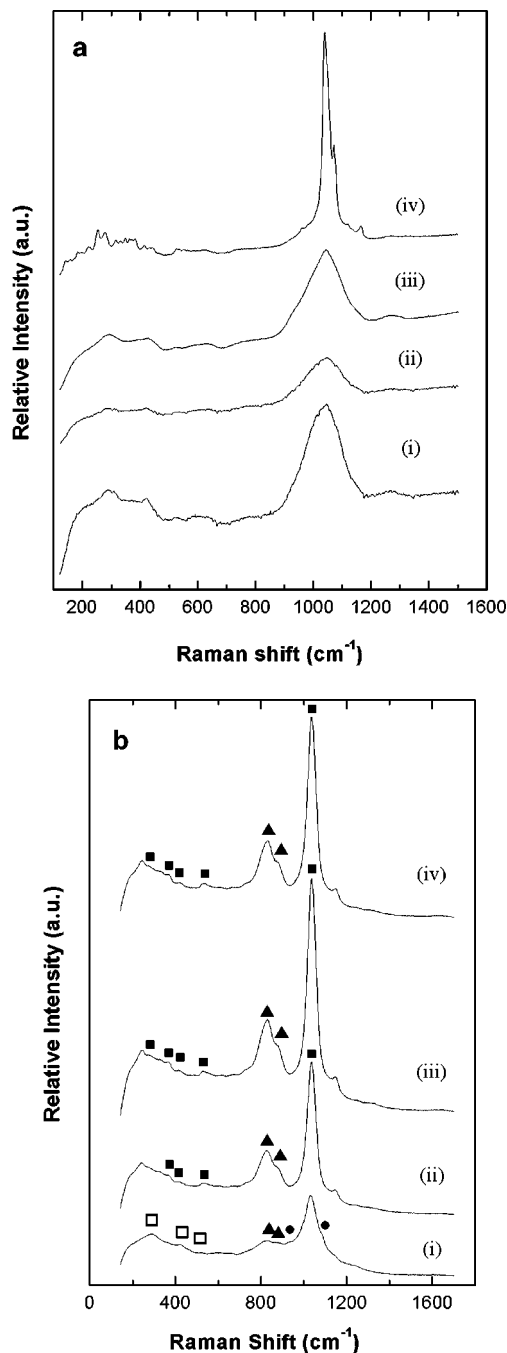 a
(iv)
(iii)
(ii)
(i)
Relative Intensity (a.u.)
200 400 600 800 1000 1200 1400 1600
Raman shift (cm⁻¹)
b
(iv)
(iii)
(ii)
(i)
Relative Intensity (a.u.)
0 400 800 1200 1600
Raman Shift (cm⁻¹)